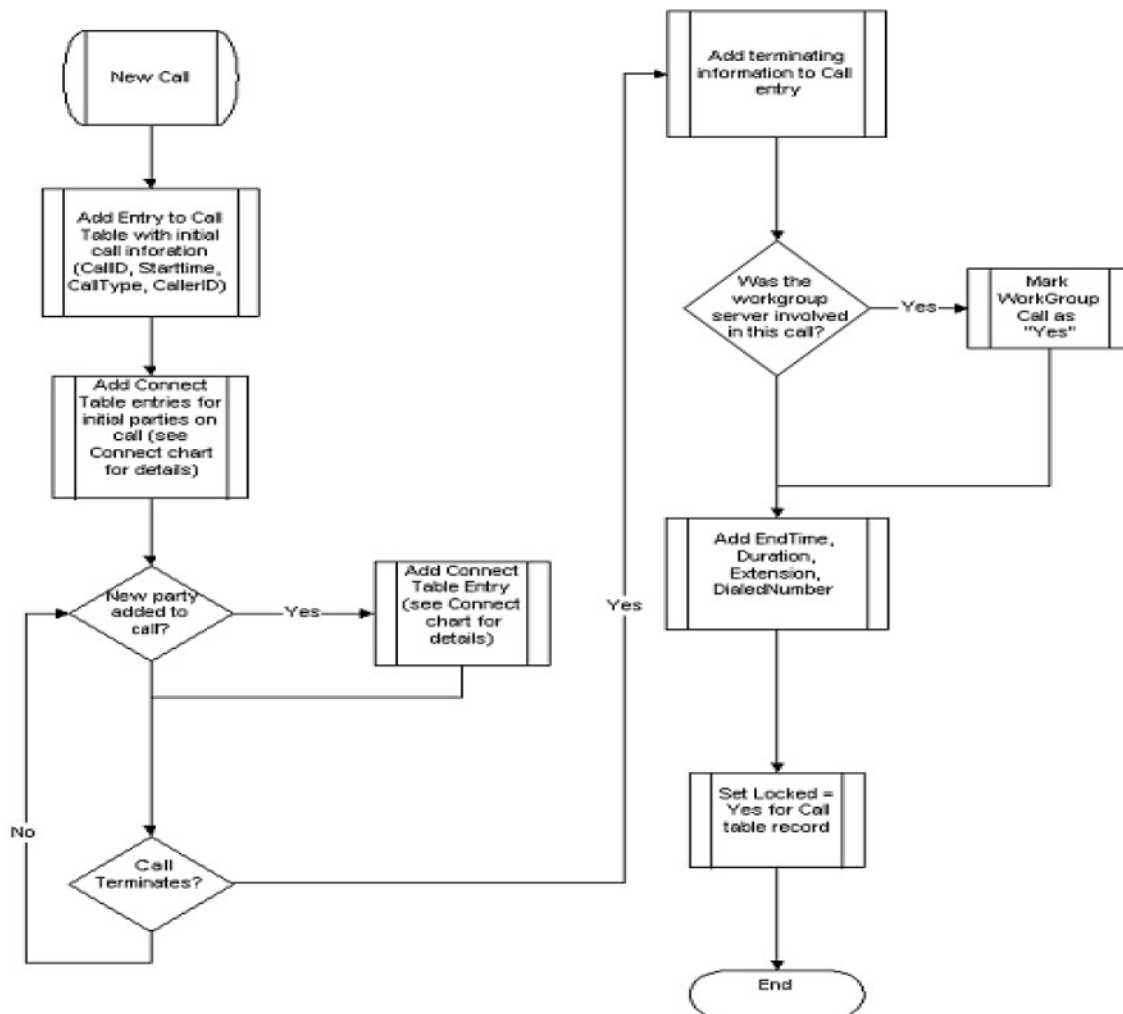 New Call
Add Entry to Call
Table with initial
call inforation
(CallID, Starttime,
CallType, CallerID)
Add Connect
Table entries for
initial parties on
call (see
Connect chart
for details)
New party
added to
call?
Yes
Add Connect
Table Entry
(see Connect
chart for
details)
No
Call
Terminates?
Yes
Add terminating
information to Call
entry
Was the
workgroup
server involved
in this call?
Yes
Mark
WorkGroup
Call as
"Yes"
Add EndTime,
Duration,
Extension,
DialedNumber
Set Locked =
Yes for Call
table record
End